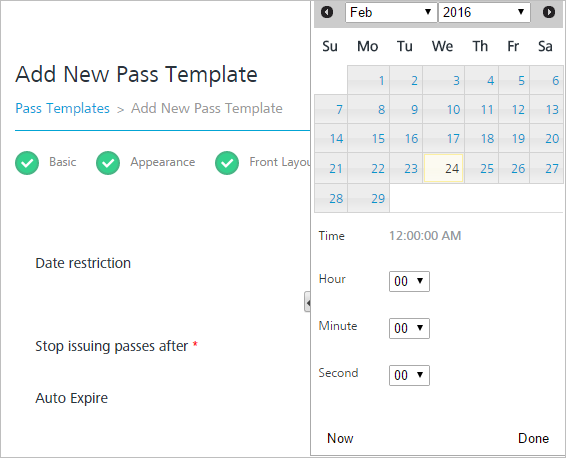 Add New Pass Template
Pass Templates > Add New Pass Template
Basic Appearance Front Layou
Date restriction
Stop issuing passes after *
Auto Expire
Feb 2016
Su Mo Tu We Th Fr Sa
1 2 3 4 5 6
7 8 9 10 11 12 13
14 15 16 17 18 19 20
21 22 23 24 25 26 27
28 29
Time 12:00:00 AM
Hour 00
Minute 00
Second 00
Now Done